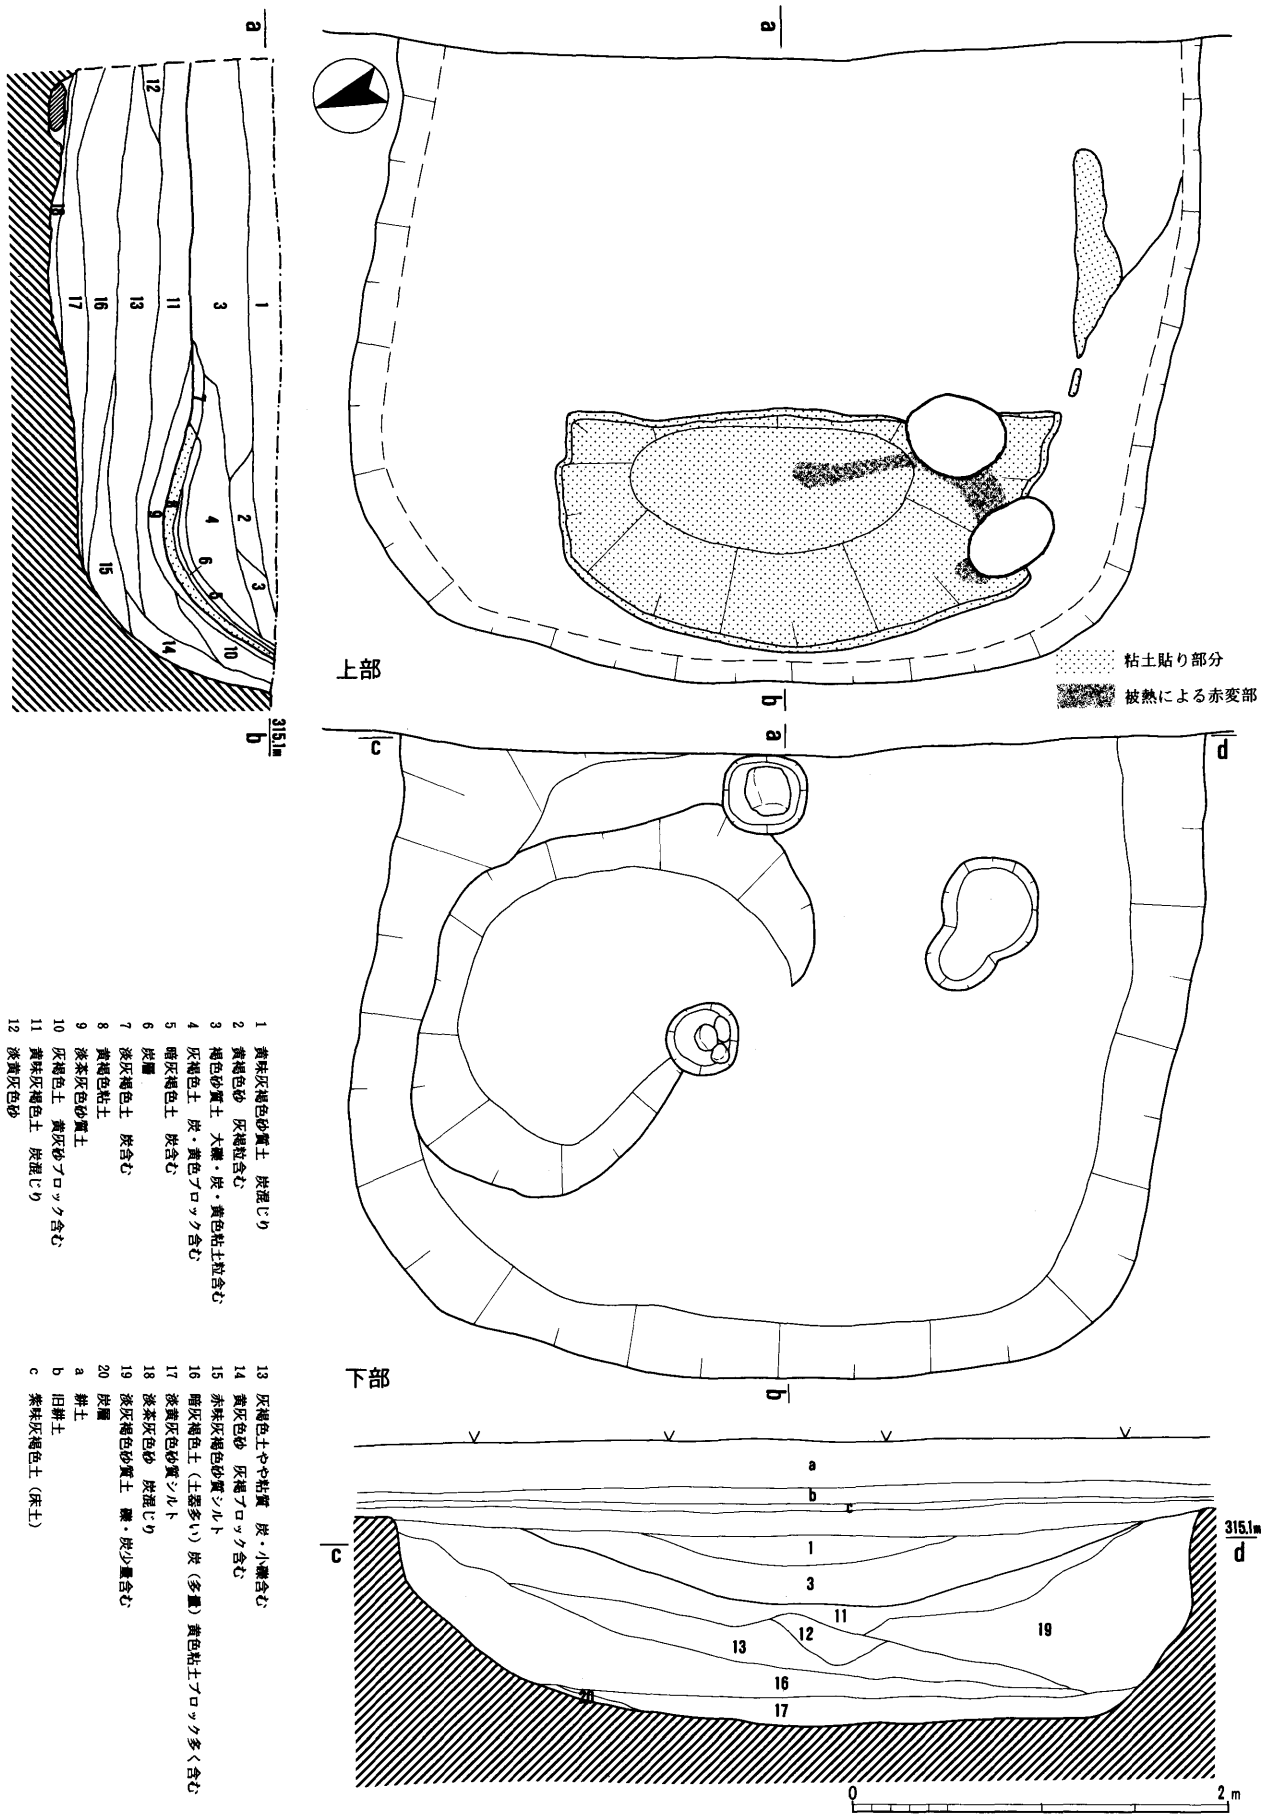 a
a
12
18
17
16
13
11
3
1
7
8
9
4
2
6
5
3
15
14
10
b
315.1m
上部
b
粘土貼り部分
被熱による赤変部
c
a
d
下部
b
a
b
c
1
3
11
12
13
19
16
20
17
c
315.1m
d
0 2 m
1 黄味灰褐色砂質土 炭混じり
2 黄褐色砂 灰褐粒含む
3 褐色砂質土 大礫・炭・黄色粘土粒含む
4 灰褐色土 炭・黄色ブロック含む
5 暗灰褐色土 炭含む
6 炭層
7 淡灰褐色土 炭含む
8 黄褐色粘土
9 淡茶灰色砂質土
10 灰褐色土 黄灰砂ブロック含む
11 黄味灰褐色土 炭混じり
12 淡黄灰色砂
13 灰褐色土やや粘質 炭・小礫含む
14 黄灰色砂 灰褐ブロック含む
15 赤味灰褐色砂質シルト
16 暗灰褐色土（土器多い）炭（多量）黄色粘土ブロック多く含む
17 淡黄灰色砂質シルト
18 淡茶灰色砂 炭混じり
19 淡灰褐色砂質土 礫・炭少量含む
20 炭層
a 耕土
b 旧耕土
c 紫味灰褐色土（床土）